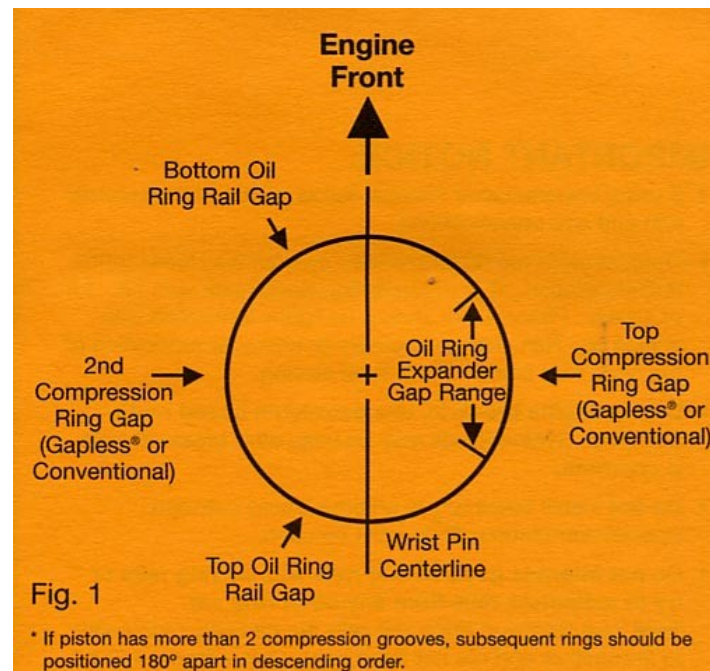 Engine
Front
Bottom Oil
Ring Rail Gap
2nd
Compression
Ring Gap
(Gapless® or
Conventional)
Oil Ring
Expander
Gap Range
Top
Compression
Ring Gap
(Gapless® or
Conventional)
Top Oil Ring
Rail Gap
Wrist Pin
Centerline
Fig. 1
* If piston has more than 2 compression grooves, subsequent rings should be
positioned 180º apart in descending order.